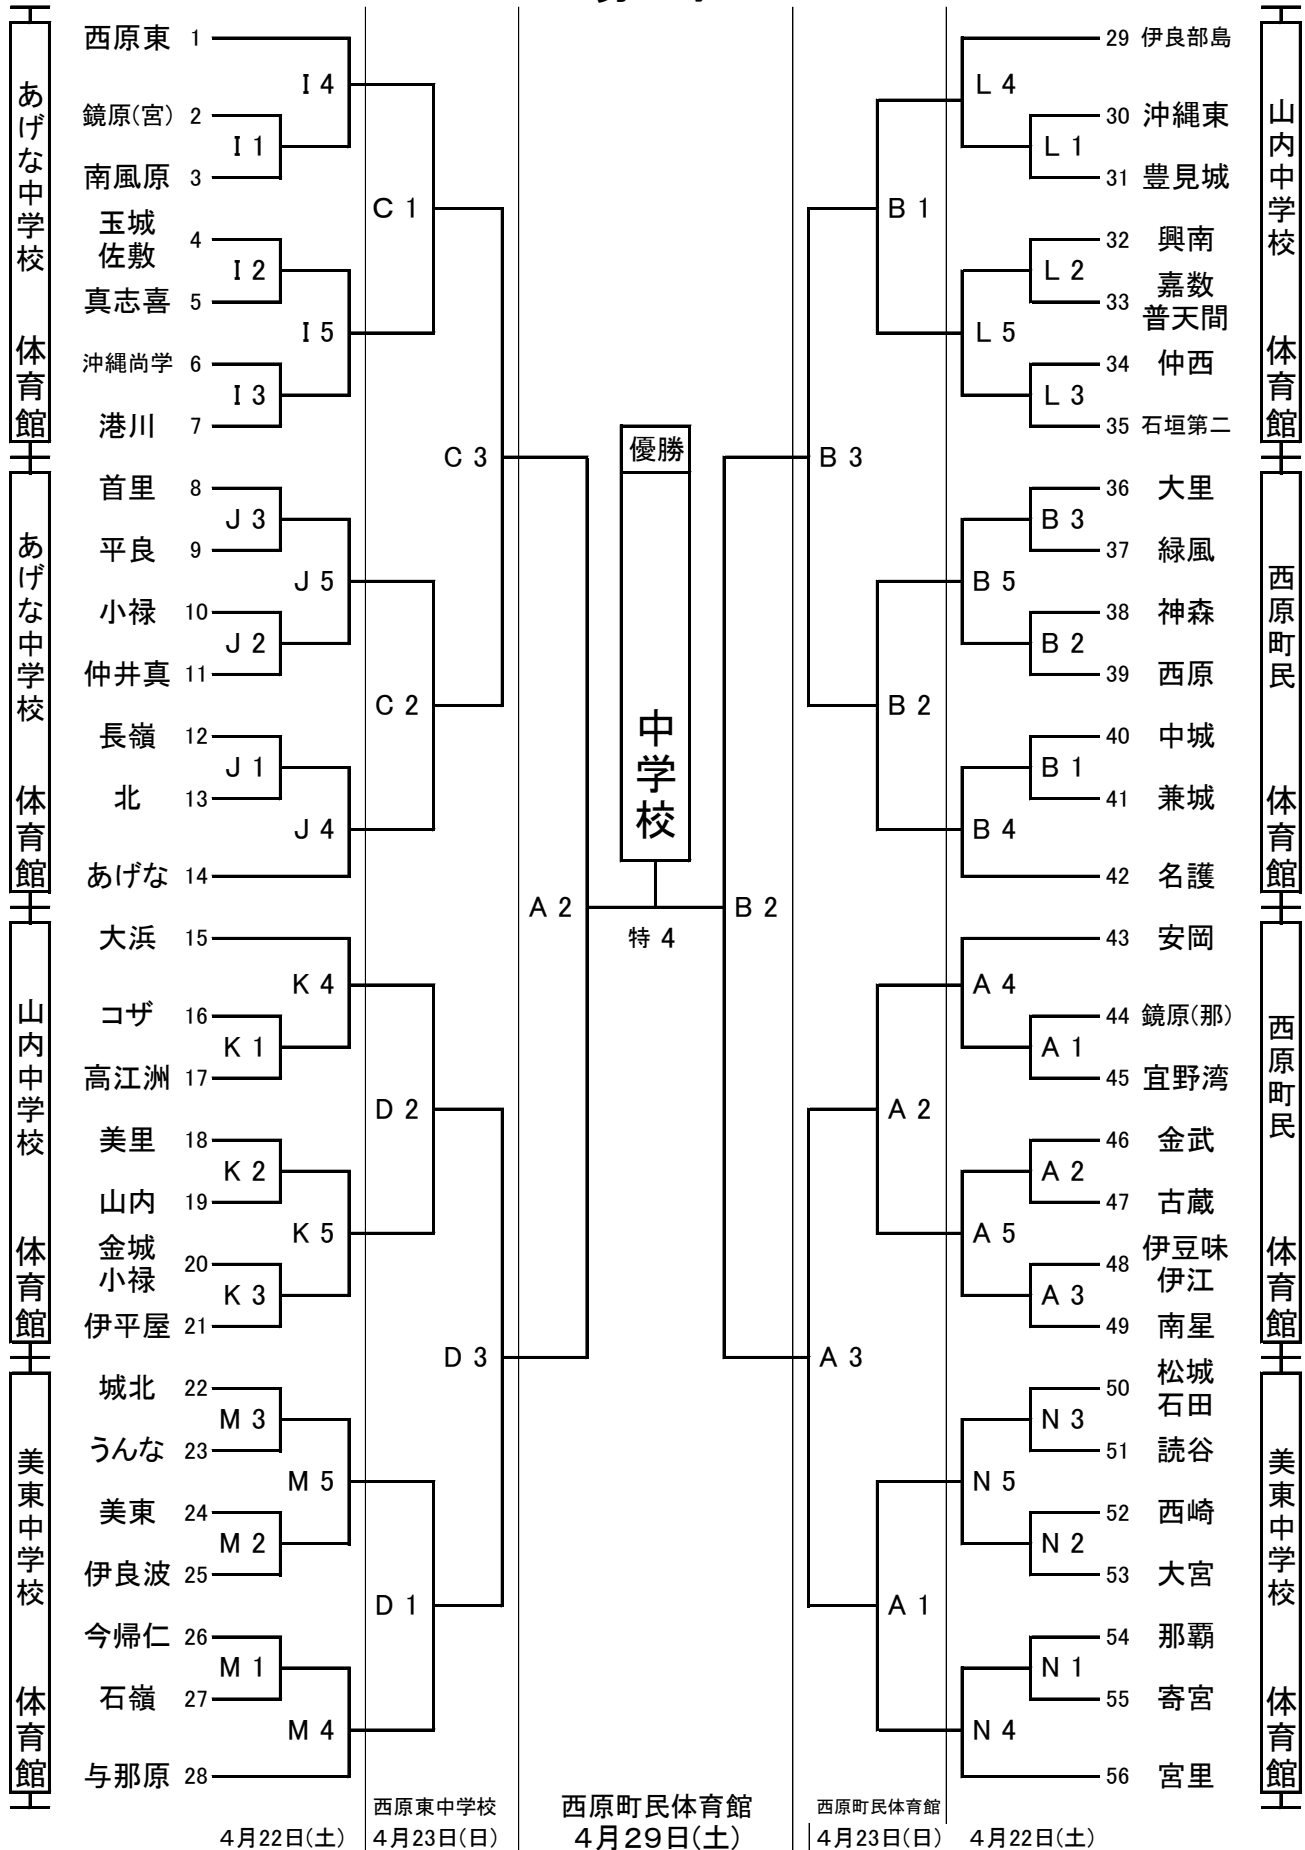 あげな中学校 体育館
あげな中学校 体育館
山内中学校 体育館
美東中学校 体育館
西原東 1
鏡原(宮) 2
南風原 3
玉城
佐敷 4
真志喜 5
沖縄尚学 6
港川 7
首里 8
平良 9
小禄 10
仲井真 11
長嶺 12
北 13
あげな 14
大浜 15
コザ 16
高江洲 17
美里 18
山内 19
金城
小禄 20
伊平屋 21
城北 22
うんな 23
美東 24
伊良波 25
今帰仁 26
石嶺 27
与那原 28
I 4
I 1
I 2
I 5
I 3
J 3
J 5
J 2
J 1
J 4
K 4
K 1
K 2
K 5
K 3
M 3
M 5
M 2
M 1
M 4
C 1
C 3
C 2
D 2
D 3
D 1
A 2
優勝
中学校
特 4
B 2
B 1
B 3
B 2
A 2
A 3
A 1
L 4
L 1
L 2
L 5
L 3
B 3
B 5
B 2
B 1
B 4
A 4
A 1
A 2
A 5
A 3
N 3
N 5
N 2
N 1
N 4
29 伊良部島
30 沖縄東
31 豊見城
32 興南
33 嘉数
普天間
34 仲西
35 石垣第二
36 大里
37 緑風
38 神森
39 西原
40 中城
41 兼城
42 名護
43 安岡
44 鏡原(那)
45 宜野湾
46 金武
47 古蔵
48 伊豆味
伊江
49 南星
50 松城
石田
51 読谷
52 西崎
53 大宮
54 那覇
55 寄宮
56 宮里
山内中学校 体育館
西原町民 体育館
西原町民 体育館
美東中学校 体育館
西原東中学校
西原町民体育館
西原町民体育館
4月22日(土)
4月23日(日)
4月29日(土)
4月23日(日)
4月22日(土)